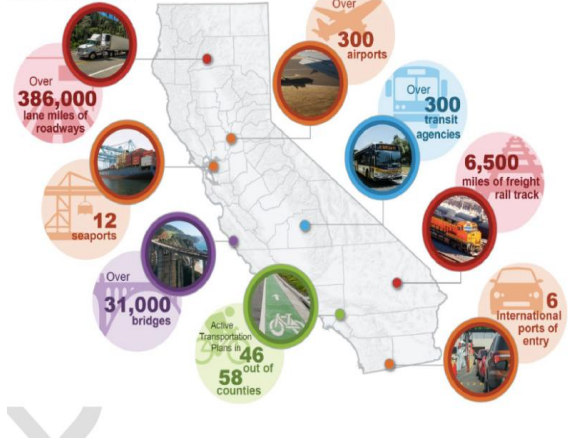 Over
300
airports
Over
386,000
lane miles of
roadways
Over
300
transit
agencies
6,500
miles of freight
rail track
12
seaports
Over
31,000
bridges
Active
Transportation
Plans in
46
out of
58
counties
6
International
ports of
entry